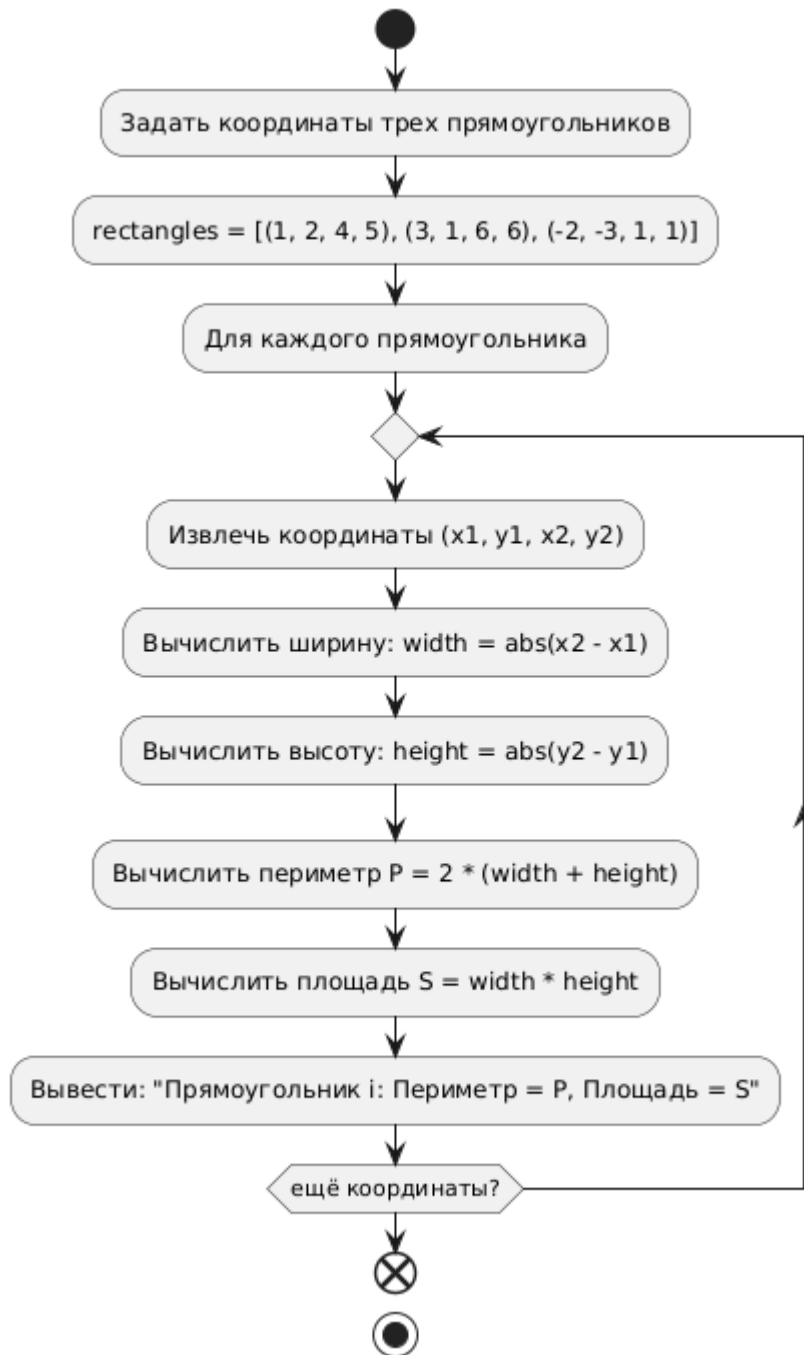 Задать координаты трех прямоугольников
rectangles = [(1, 2, 4, 5), (3, 1, 6, 6), (-2, -3, 1, 1)]
Для каждого прямоугольника
Извлечь координаты (x1, y1, x2, y2)
Вычислить ширину: width = abs(x2 - x1)
Вычислить высоту: height = abs(y2 - y1)
Вычислить периметр P = 2 * (width + height)
Вычислить площадь S = width * height
Вывести: "Прямоугольник i: Периметр = P, Площадь = S"
ещё координаты?